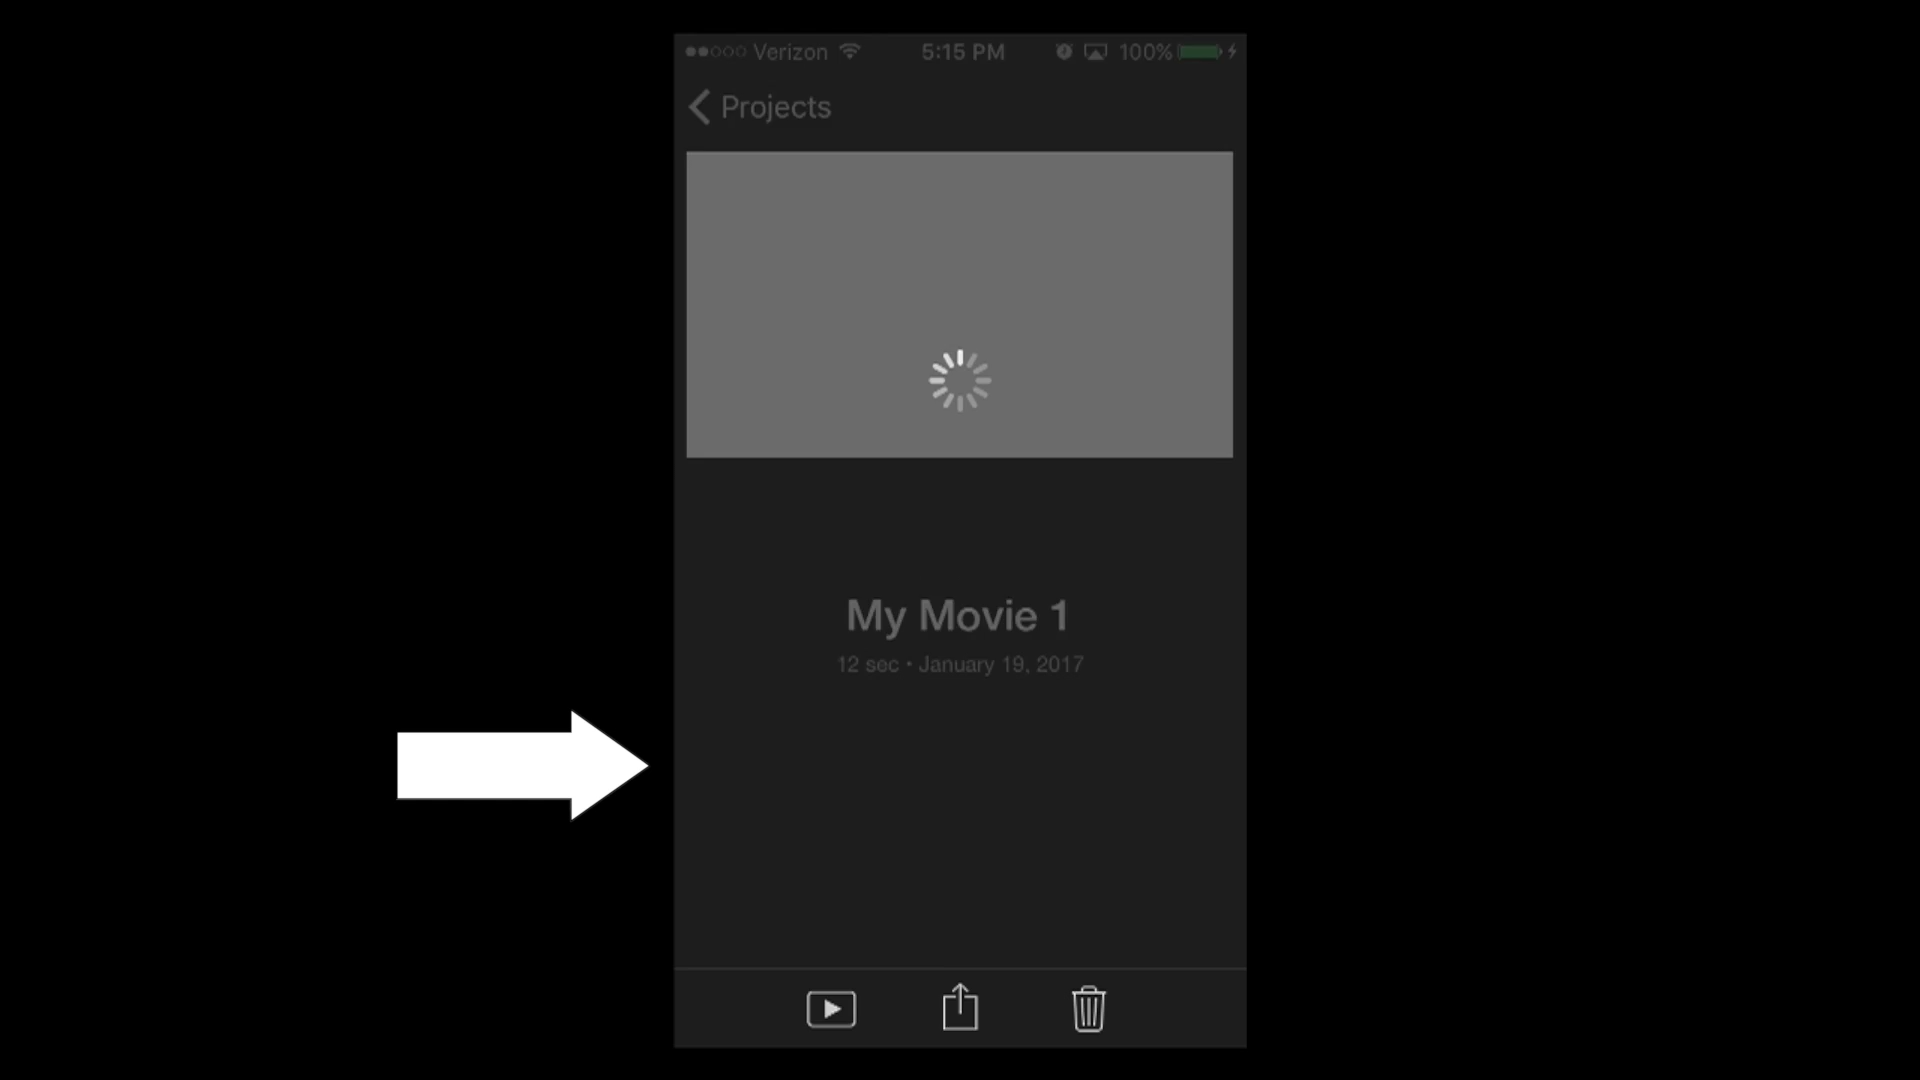 Verizon 5:15 PM 100%
Projects
My Movie 1
12 sec • January 19, 2017